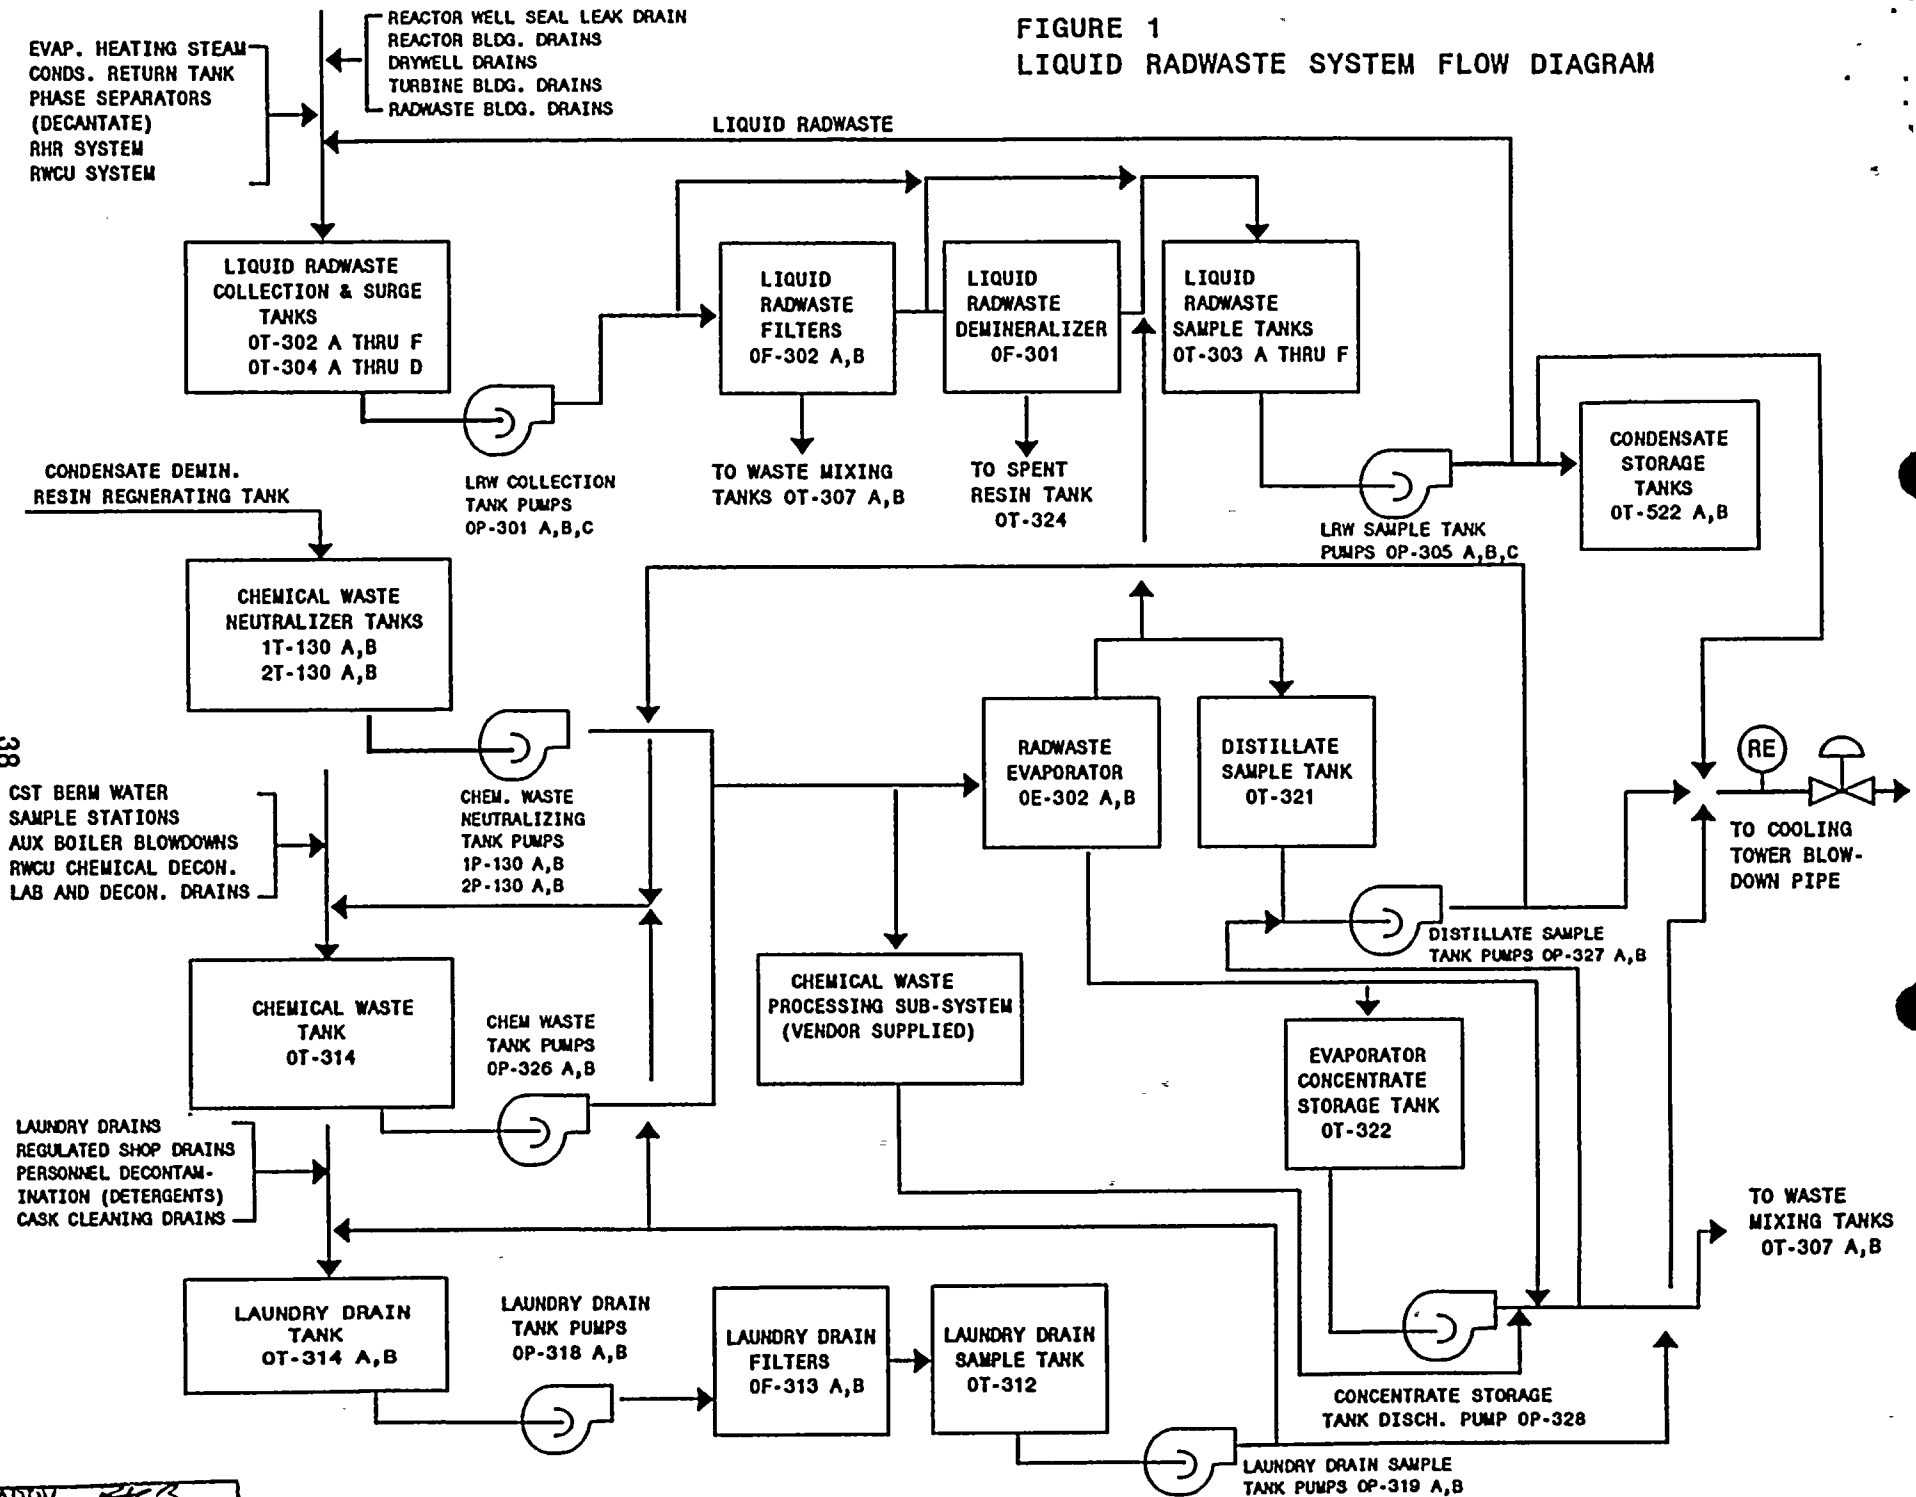 FIGURE 1
LIQUID RADWASTE SYSTEM FLOW DIAGRAM
REACTOR WELL SEAL LEAK DRAIN
REACTOR BLDG. DRAINS
DRYWELL DRAINS
TURBINE BLDG. DRAINS
RADWASTE BLDG. DRAINS
EVAP. HEATING STEAM
CONDS. RETURN TANK
PHASE SEPARATORS
(DECANTATE)
RHR SYSTEM
RWCU SYSTEM
LIQUID RADWASTE
LIQUID RADWASTE
COLLECTION & SURGE
TANKS
OT-302 A THRU F
OT-304 A THRU D
LIQUID
RADWASTE
FILTERS
OF-302 A,B
LIQUID
RADWASTE
DEMINERALIZER
OF-301
LIQUID
RADWASTE
SAMPLE TANKS
OT-303 A THRU F
CONDENSATE
STORAGE
TANKS
OT-522 A,B
LRW COLLECTION
TANK PUMPS
OP-301 A,B,C
TO WASTE MIXING
TANKS OT-307 A,B
TO SPENT
RESIN TANK
OT-324
LRW SAMPLE TANK
PUMPS OP-305 A,B,C
CONDENSATE DEMIN.
RESIN REGNERATING TANK
CHEMICAL WASTE
NEUTRALIZER TANKS
1T-130 A,B
2T-130 A,B
CHEM. WASTE
NEUTRALIZING
TANK PUMPS
1P-130 A,B
2P-130 A,B
RADWASTE
EVAPORATOR
OE-302 A,B
DISTILLATE
SAMPLE TANK
OT-321
RE
TO COOLING
TOWER BLOW-
DOWN PIPE
38
CST BERM WATER
SAMPLE STATIONS
AUX BOILER BLOWDOWNS
RWCU CHEMICAL DECON.
LAB AND DECON. DRAINS
DISTILLATE SAMPLE
TANK PUMPS OP-327 A,B
CHEMICAL WASTE
TANK
OT-314
CHEM WASTE
TANK PUMPS
OP-326 A,B
CHEMICAL WASTE
PROCESSING SUB-SYSTEM
(VENDOR SUPPLIED)
EVAPORATOR
CONCENTRATE
STORAGE TANK
OT-322
LAUNDRY DRAINS
REGULATED SHOP DRAINS
PERSONNEL DECONTAM-
INATION (DETERGENTS)
CASK CLEANING DRAINS
TO WASTE
MIXING TANKS
OT-307 A,B
LAUNDRY DRAIN
TANK
OT-314 A,B
LAUNDRY DRAIN
TANK PUMPS
OP-318 A,B
LAUNDRY DRAIN
FILTERS
OF-313 A,B
LAUNDRY DRAIN
SAMPLE TANK
OT-312
CONCENTRATE STORAGE
TANK DISCH. PUMP OP-328
LAUNDRY DRAIN SAMPLE
TANK PUMPS OP-319 A,B